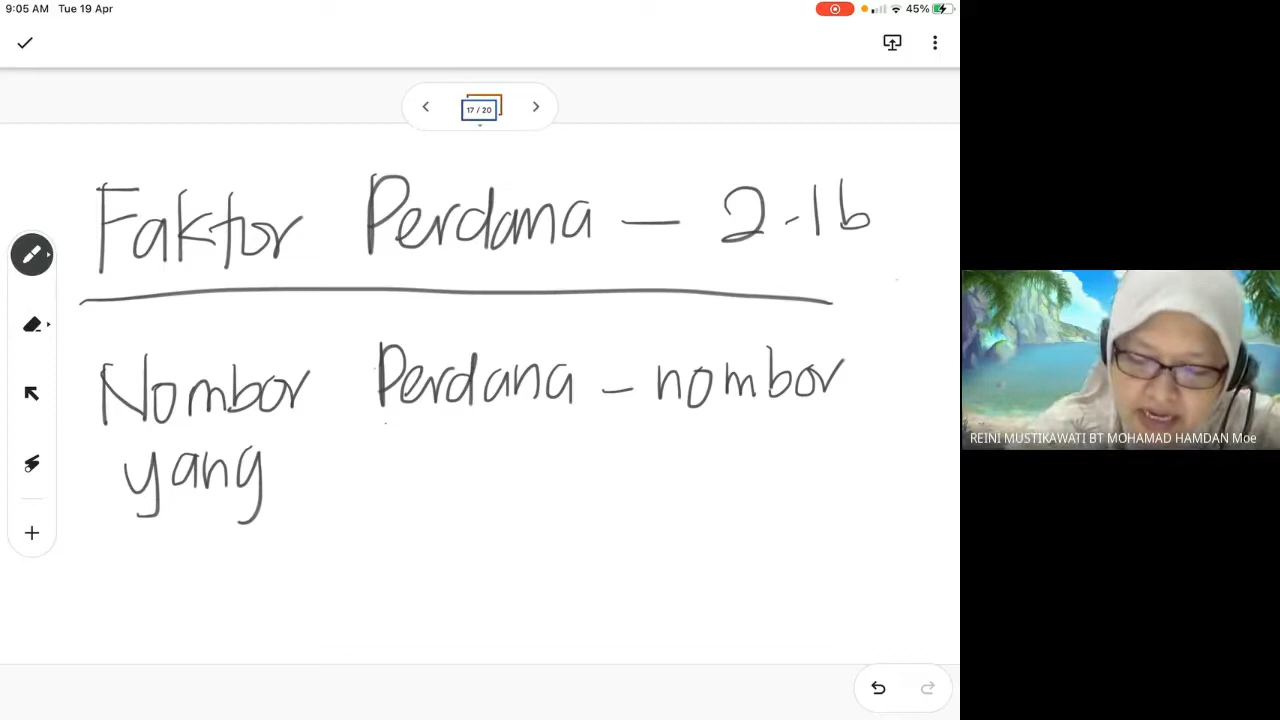 9:05 AM Tue 19 Apr 45%
17 / 20
Faktor Perdana - 2.1b
Nombor Perdana - nombor
yang
REINI MUSTIKAWATI BT MOHAMAD HAMDAN Moe